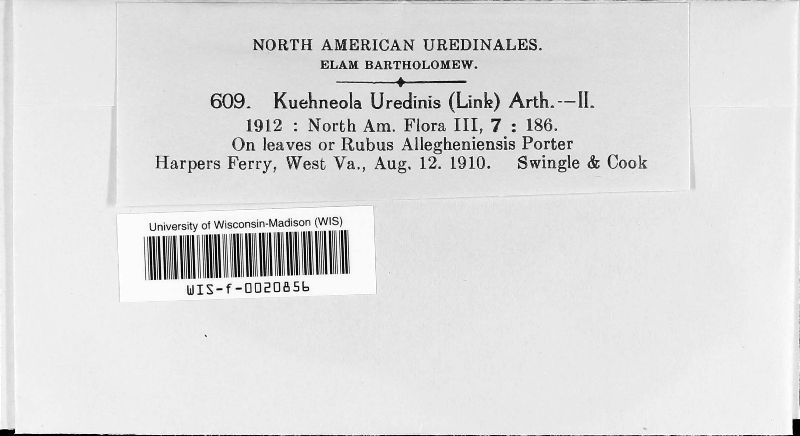 NORTH AMERICAN UREDINALES.
ELAM BARTHOLOMEW.
609. Kuehneola Uredinis (Link) Arth.--II.
1912 : North Am. Flora III, 7 : 186.
On leaves or Rubus Allegheniensis Porter
Harpers Ferry, West Va., Aug. 12. 1910. Swingle & Cook
University of Wisconsin-Madison (WIS)
WIS-f-0020856